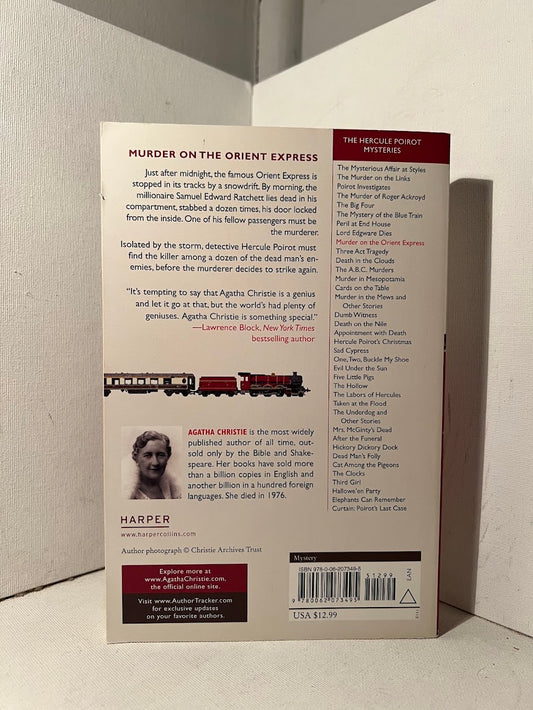 MURDER ON THE ORIENT EXPRESS
Just after midnight, the famous Orient Express is
stopped in its tracks by a snowdrift. By morning, the
millionaire Samuel Edward Ratchett lies dead in his
compartment, stabbed a dozen times, his door locked
from the inside. One of his fellow passengers must be
the murderer.
Isolated by the storm, detective Hercule Poirot must
find the killer among a dozen of the dead man's en-
emies, before the murderer decides to strike again.
"It's tempting to say that Agatha Christie is a genius
and let it go at that, but the world's had plenty of
geniuses. Agatha Christie is something special."
—Lawrence Block, New York Times
bestselling author
AGATHA CHRISTIE is the most widely
published author of all time, out-
sold only by the Bible and Shake-
speare. Her books have sold more
than a billion copies in English and
another billion in a hundred foreign
languages. She died in 1976.
HARPER
www.harpercollins.com
Author photograph © Christie Archives Trust
Explore more at
www.AgathaChristie.com,
the official online site.
Visit www.AuthorTracker.com
for exclusive updates
on your favorite authors.
THE HERCULE POIROT
MYSTERIES
The Mysterious Affair at Styles
The Murder on the Links
Poirot Investigates
The Murder of Roger Ackroyd
The Big Four
The Mystery of the Blue Train
Peril at End House
Lord Edgware Dies
Murder on the Orient Express
Three Act Tragedy
Death in the Clouds
The A.B.C. Murders
Murder in Mesopotamia
Cards on the Table
Murder in the Mews and
Other Stories
Dumb Witness
Death on the Nile
Appointment with Death
Hercule Poirot's Christmas
Sad Cypress
One, Two, Buckle My Shoe
Evil Under the Sun
Five Little Pigs
The Hollow
The Labors of Hercules
Taken at the Flood
The Underdog and
Other Stories
Mrs. McGinty's Dead
After the Funeral
Hickory Dickory Dock
Dead Man's Folly
Cat Among the Pigeons
The Clocks
Third Girl
Hallowe'en Party
Elephants Can Remember
Curtain: Poirot's Last Case
Mystery
ISBN 978-0-06-207349-5
51299
9 780062 073495
EAN
USA $12.99